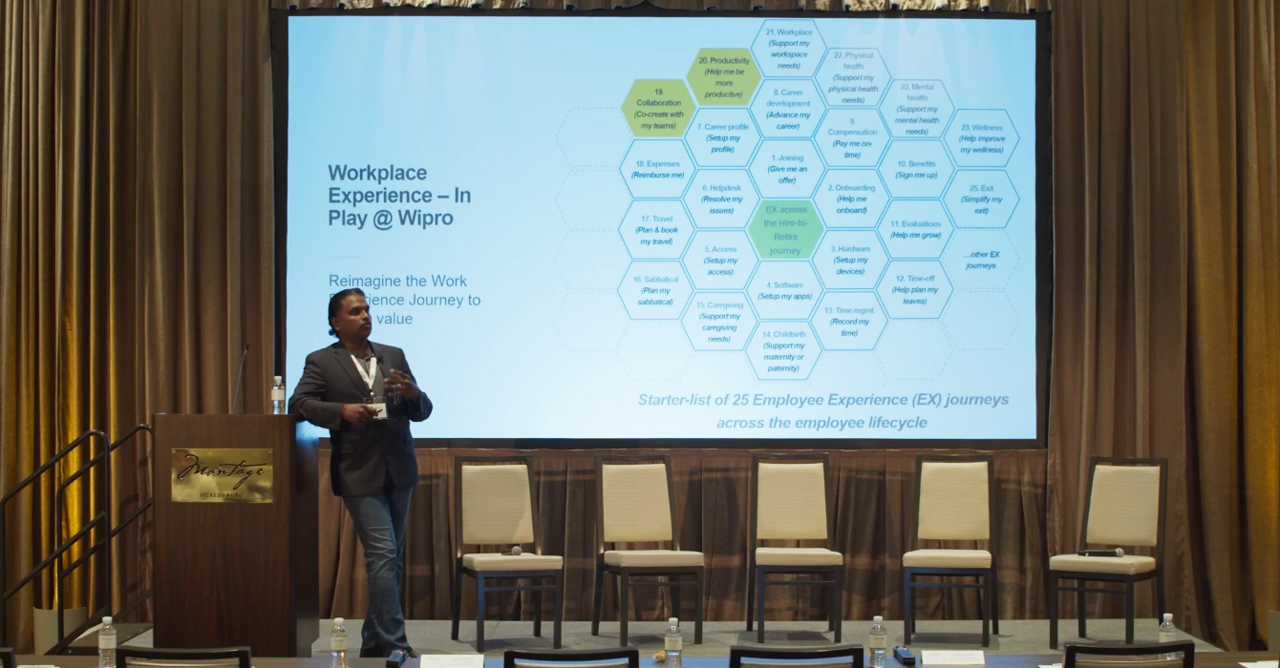 Workplace
Experience – In
Play @ Wipro
Reimagine the Work
ience Journey to
value
21. Workplace
(Support my
workspace
needs)
20. Productivity
(Help me be
more
productive)
22. Physical
health
(Support my
physical health
needs)
19.
Collaboration
(Co-create with
my teams)
8. Career
development
(Advance my
career)
22. Mental
health
(Support my
mental health
needs)
7. Career profile
(Setup my
profile)
9.
Compensation
(Pay me on-
time)
23. Wellness
(Help improve
my wellness)
18. Expenses
(Reimburse me)
1. Joining
(Give me an
offer)
10. Benefits
(Sign me up)
6. Helpdesk
(Resolve my
issues)
2. Onboarding
(Help me
onboard)
25. Exit
(Simplify my
exit)
17. Travel
(Plan & book
my travel)
EX across
the Hire-to-
Retire
journey
11. Evaluations
(Help me grow)
5. Access
(Setup my
access)
3. Hardware
(Setup my
devices)
...other EX
journeys
16. Sabbatical
(Plan my
sabbatical)
4. Software
(Setup my apps)
12. Time-off
(Help plan my
leaves)
15. Caregiving
(Support my
caregiving
needs)
13. Time mgmt.
(Record my
time)
14. Childbirth
(Support my
maternity or
paternity)
Starter-list of 25 Employee Experience (EX) journeys
across the employee lifecycle
Montage
HEALDSBURG